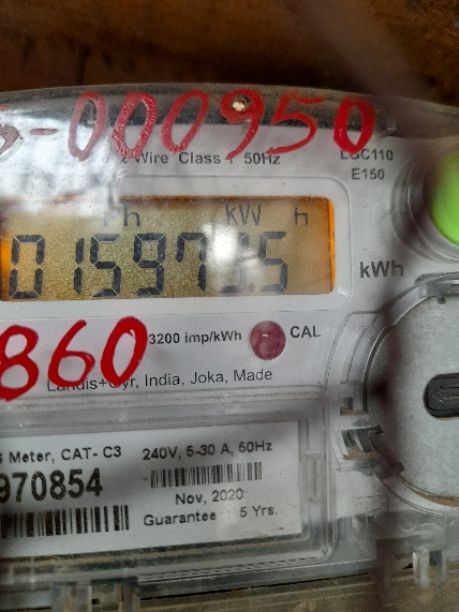 S-000950
2 Wire Class 1 50Hz
LGC110
E150
kW h
kWh
860
3200 imp/kWh
CAL
Landis+Gyr, India, Joka, Made
S Meter, CAT- C3
240V, 5-30 A, 50Hz
970854
Nov, 2020
Guarantee 5 Yrs.